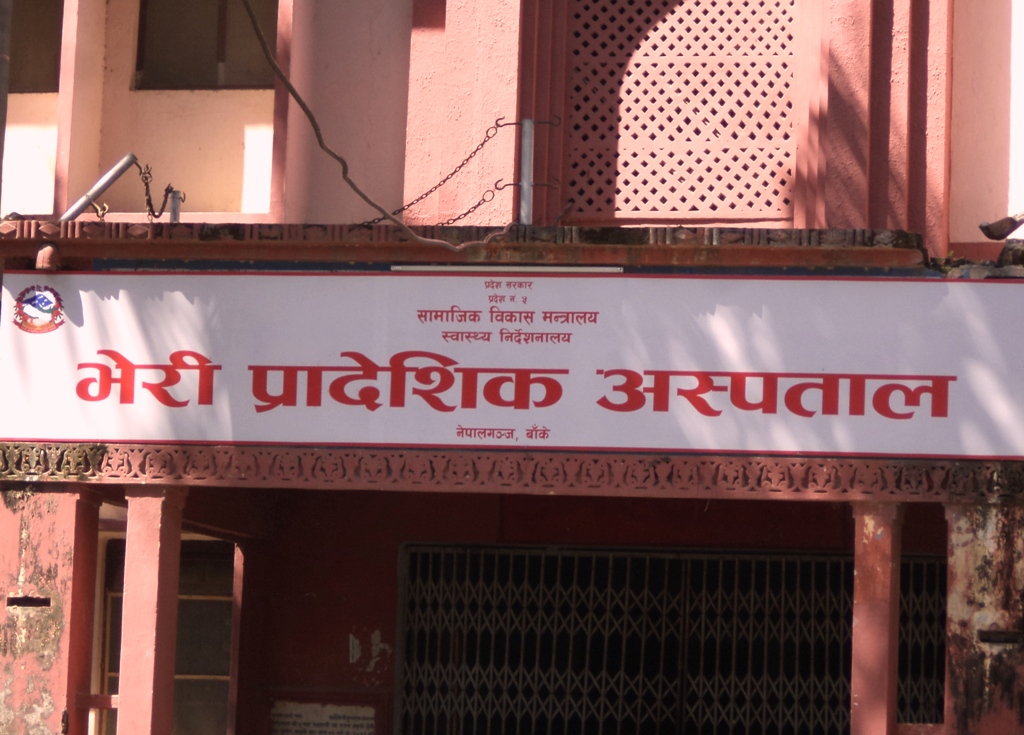 प्रदेश सरकार
प्रदेश नं. ५
सामाजिक विकास मन्त्रालय
स्वास्थ्य निर्देशनालय
भेरी प्रादेशिक अस्पताल
नेपालगञ्ज, बाँके